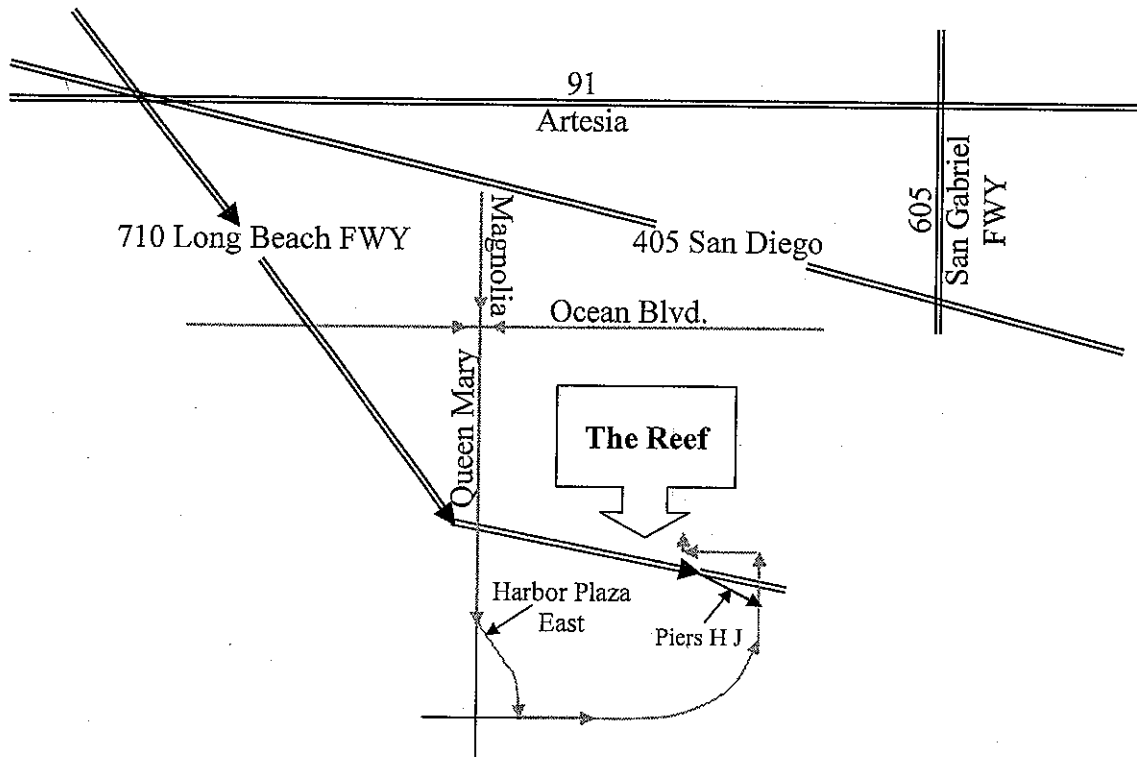 91
Artesia
605
San Gabriel
FWY
Magnolia
710 Long Beach FWY
405 San Diego
Ocean Blvd.
Queen Mary
The Reef
Harbor Plaza
East
Piers H J